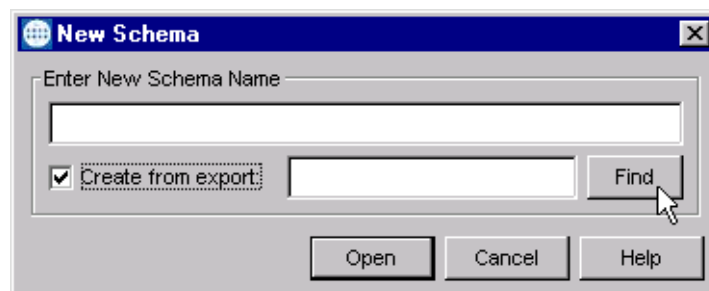 New Schema
Enter New Schema Name
Create from export: Find
Open Cancel Help